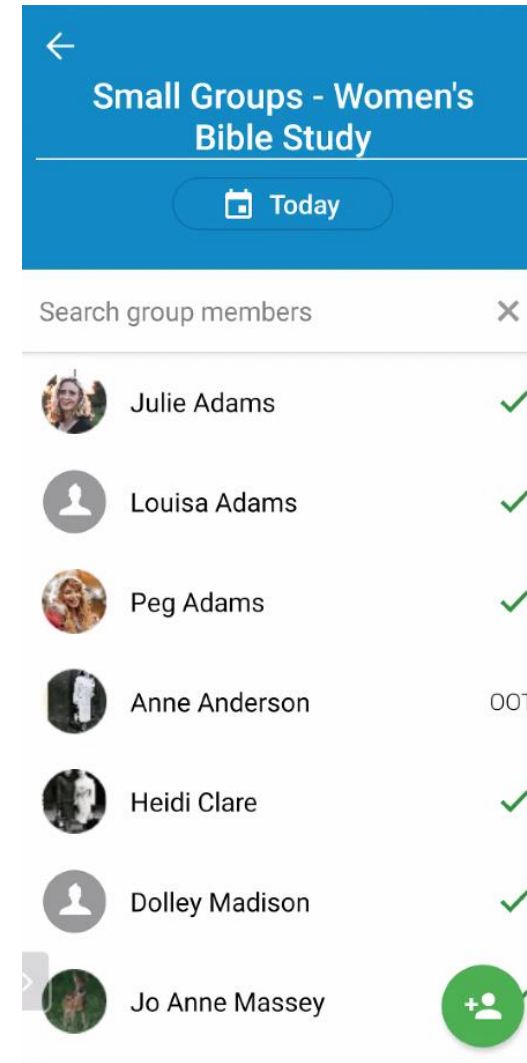 Small Groups - Women's
Bible Study
Today
Search group members
Julie Adams
Louisa Adams
Peg Adams
Anne Anderson OOT
Heidi Clare
Dolley Madison
Jo Anne Massey